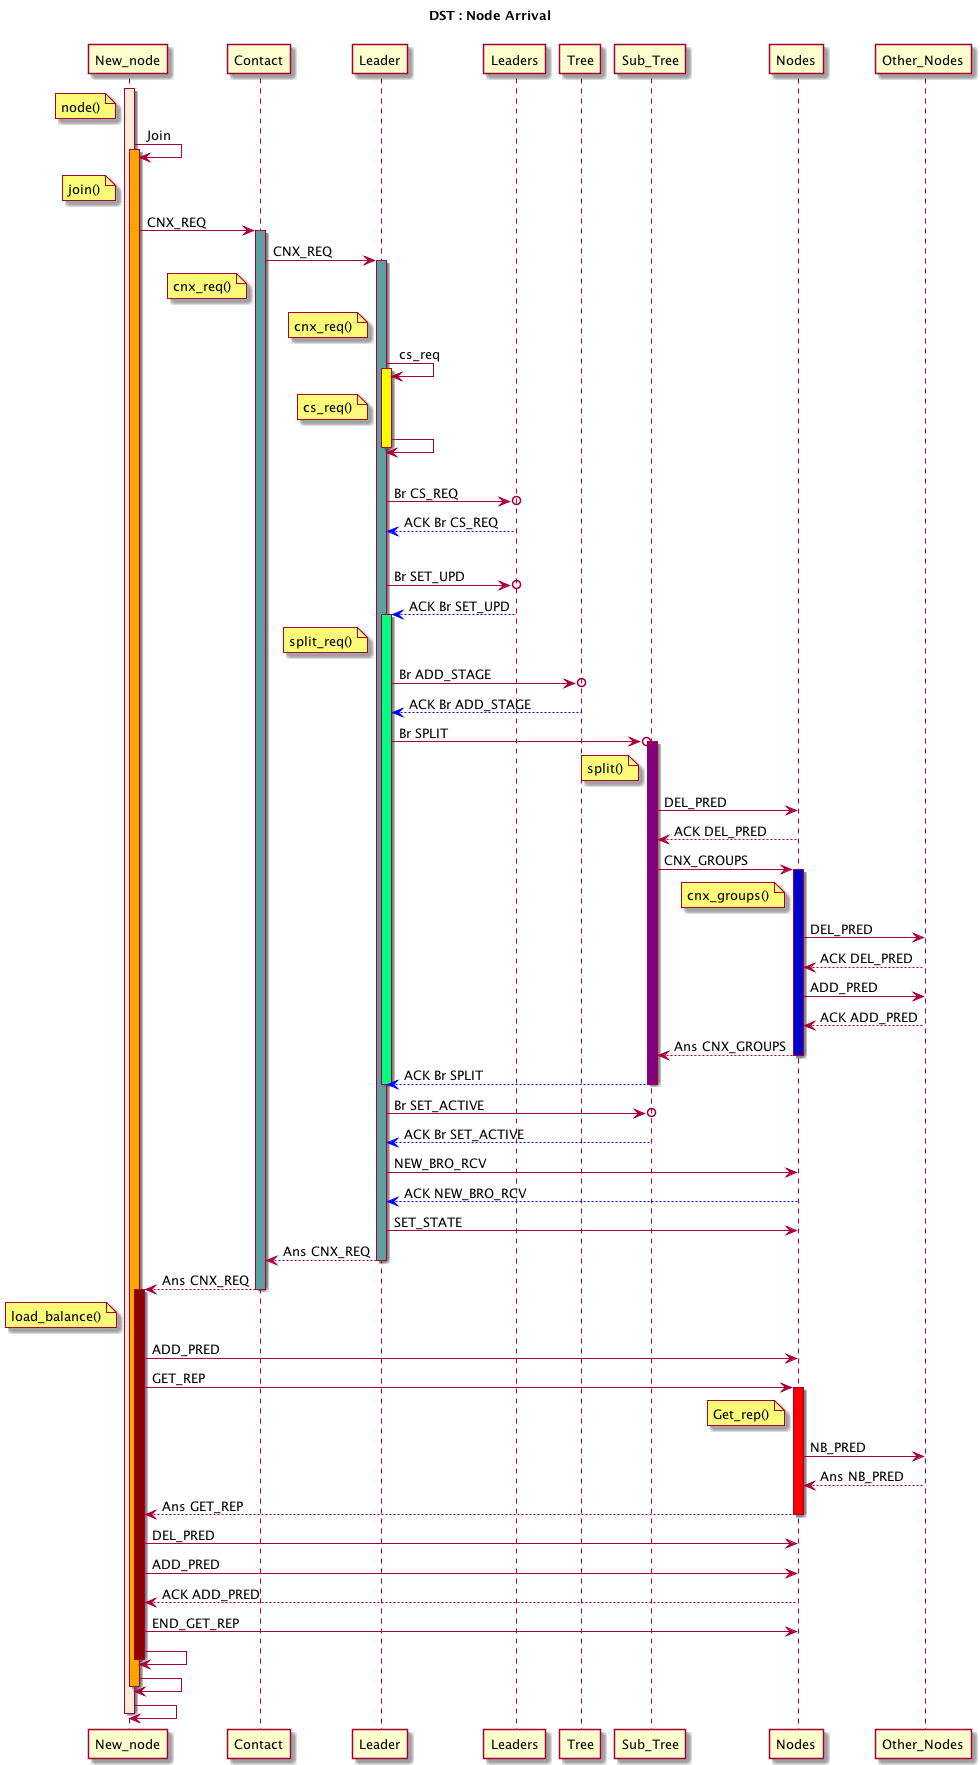 DST : Node Arrival
New_node
Contact
Leader
Leaders
Tree
Sub_Tree
Nodes
Other_Nodes
node()
Join
join()
CNX_REQ
CNX_REQ
cnx_req()
cnx_req()
cs_req
cs_req()
Br CS_REQ
ACK Br CS_REQ
Br SET_UPD
ACK Br SET_UPD
split_req()
Br ADD_STAGE
ACK Br ADD_STAGE
Br SPLIT
split()
DEL_PRED
ACK DEL_PRED
CNX_GROUPS
cnx_groups()
DEL_PRED
ACK DEL_PRED
ADD_PRED
ACK ADD_PRED
Ans CNX_GROUPS
ACK Br SPLIT
Br SET_ACTIVE
ACK Br SET_ACTIVE
NEW_BRO_RCV
ACK NEW_BRO_RCV
SET_STATE
Ans CNX_REQ
Ans CNX_REQ
load_balance()
ADD_PRED
GET_REP
Get_rep()
NB_PRED
Ans NB_PRED
Ans GET_REP
DEL_PRED
ADD_PRED
ACK ADD_PRED
END_GET_REP
New_node
Contact
Leader
Leaders
Tree
Sub_Tree
Nodes
Other_Nodes